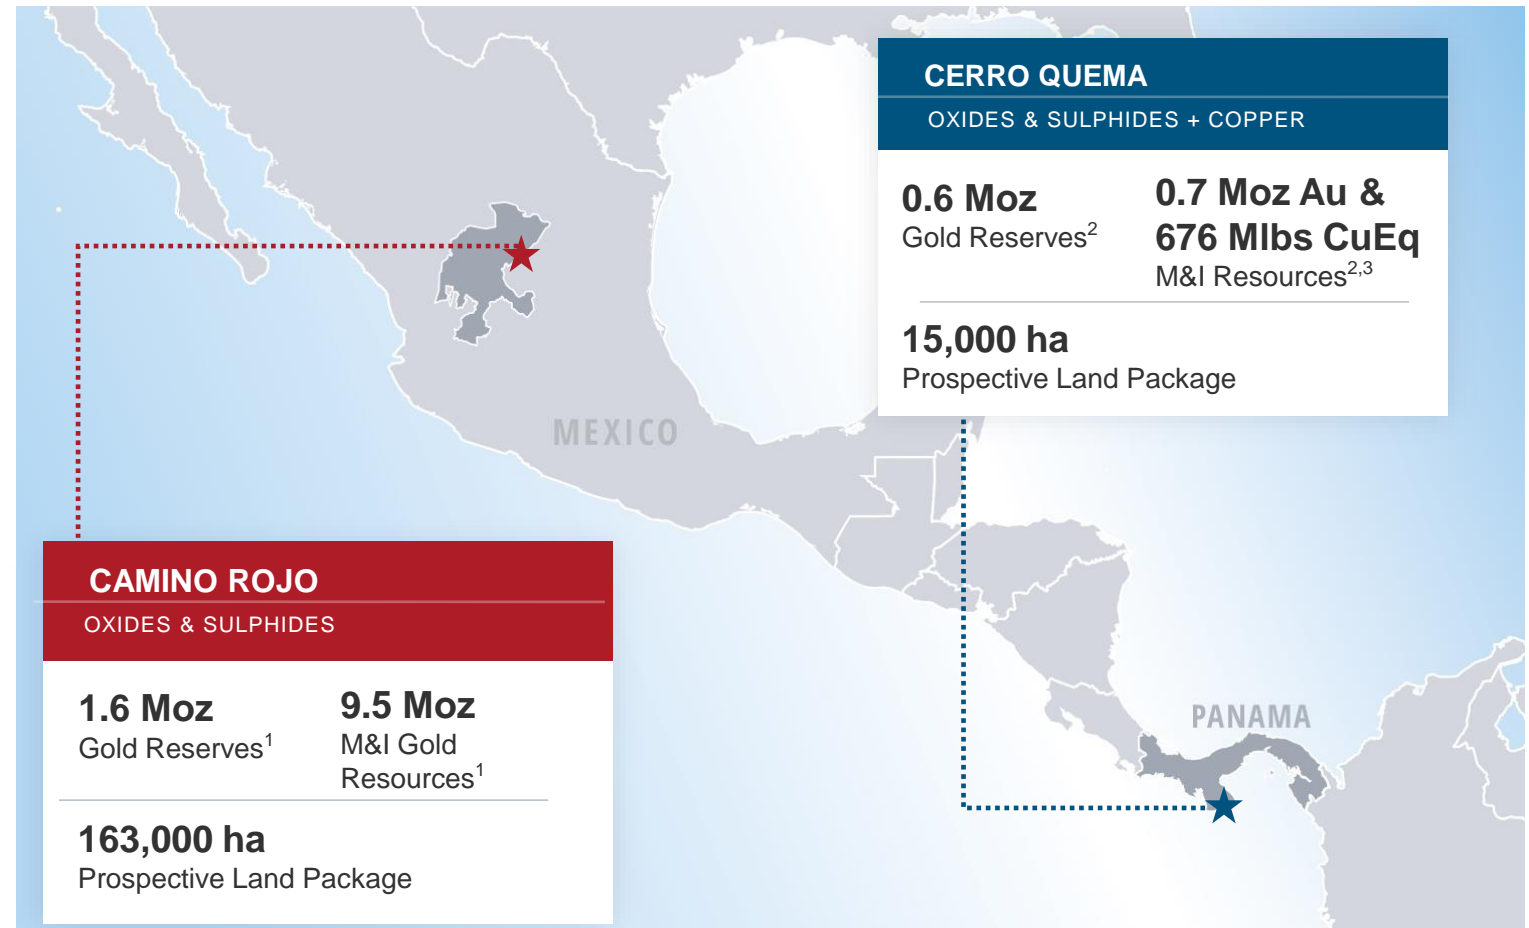 CERRO QUEMA
OXIDES & SULPHIDES + COPPER
0.6 Moz
Gold Reserves²
0.7 Moz Au &
676 Mlbs CuEq
M&I Resources²,³
15,000 ha
Prospective Land Package
MEXICO
CAMINO ROJO
OXIDES & SULPHIDES
1.6 Moz
Gold Reserves¹
9.5 Moz
M&I Gold
Resources¹
163,000 ha
Prospective Land Package
PANAMA